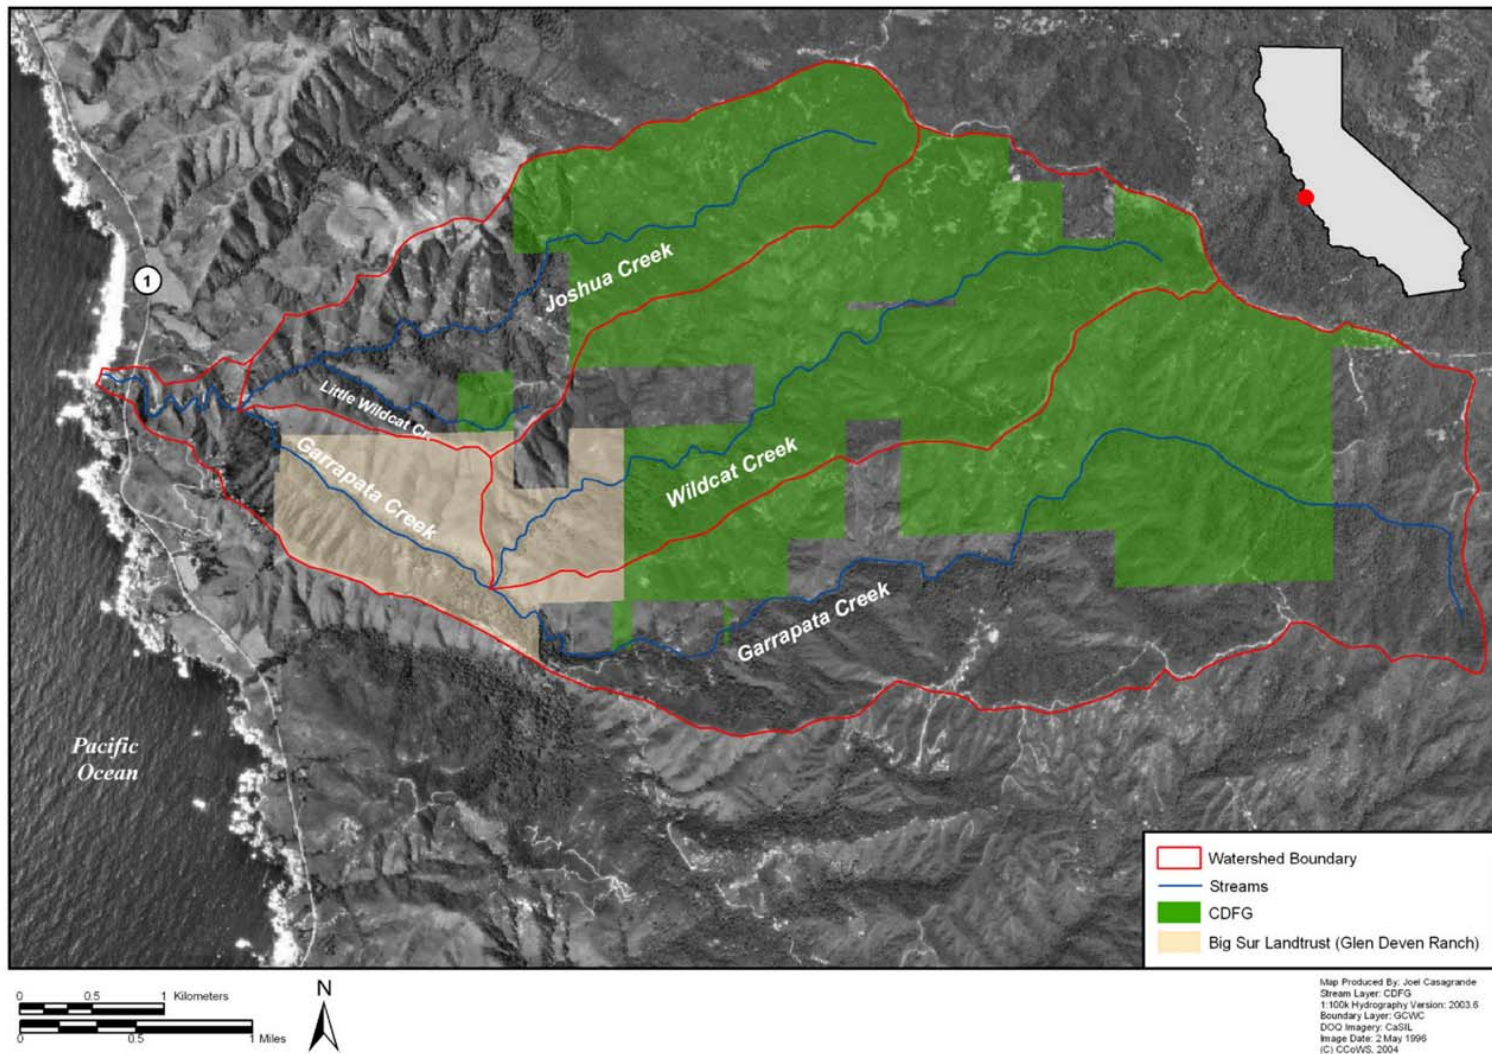 1
Joshua Creek
Little Wildcat Cr.
Garrapata Creek
Wildcat Creek
Garrapata Creek
Pacific
Ocean
Watershed Boundary
Streams
CDFG
Big Sur Landtrust (Glen Deven Ranch)
0 0.5 1 Kilometers
0 0.5 1 Miles
N
Map Produced By: Joel Casagrande
Stream Layer: CDFG
1:100k Hydrography Version: 2003.6
Boundary Layer: GCWC
DOQ Imagery: CaSIL
Image Date: 2 May 1996
(C) CCoWS, 2004